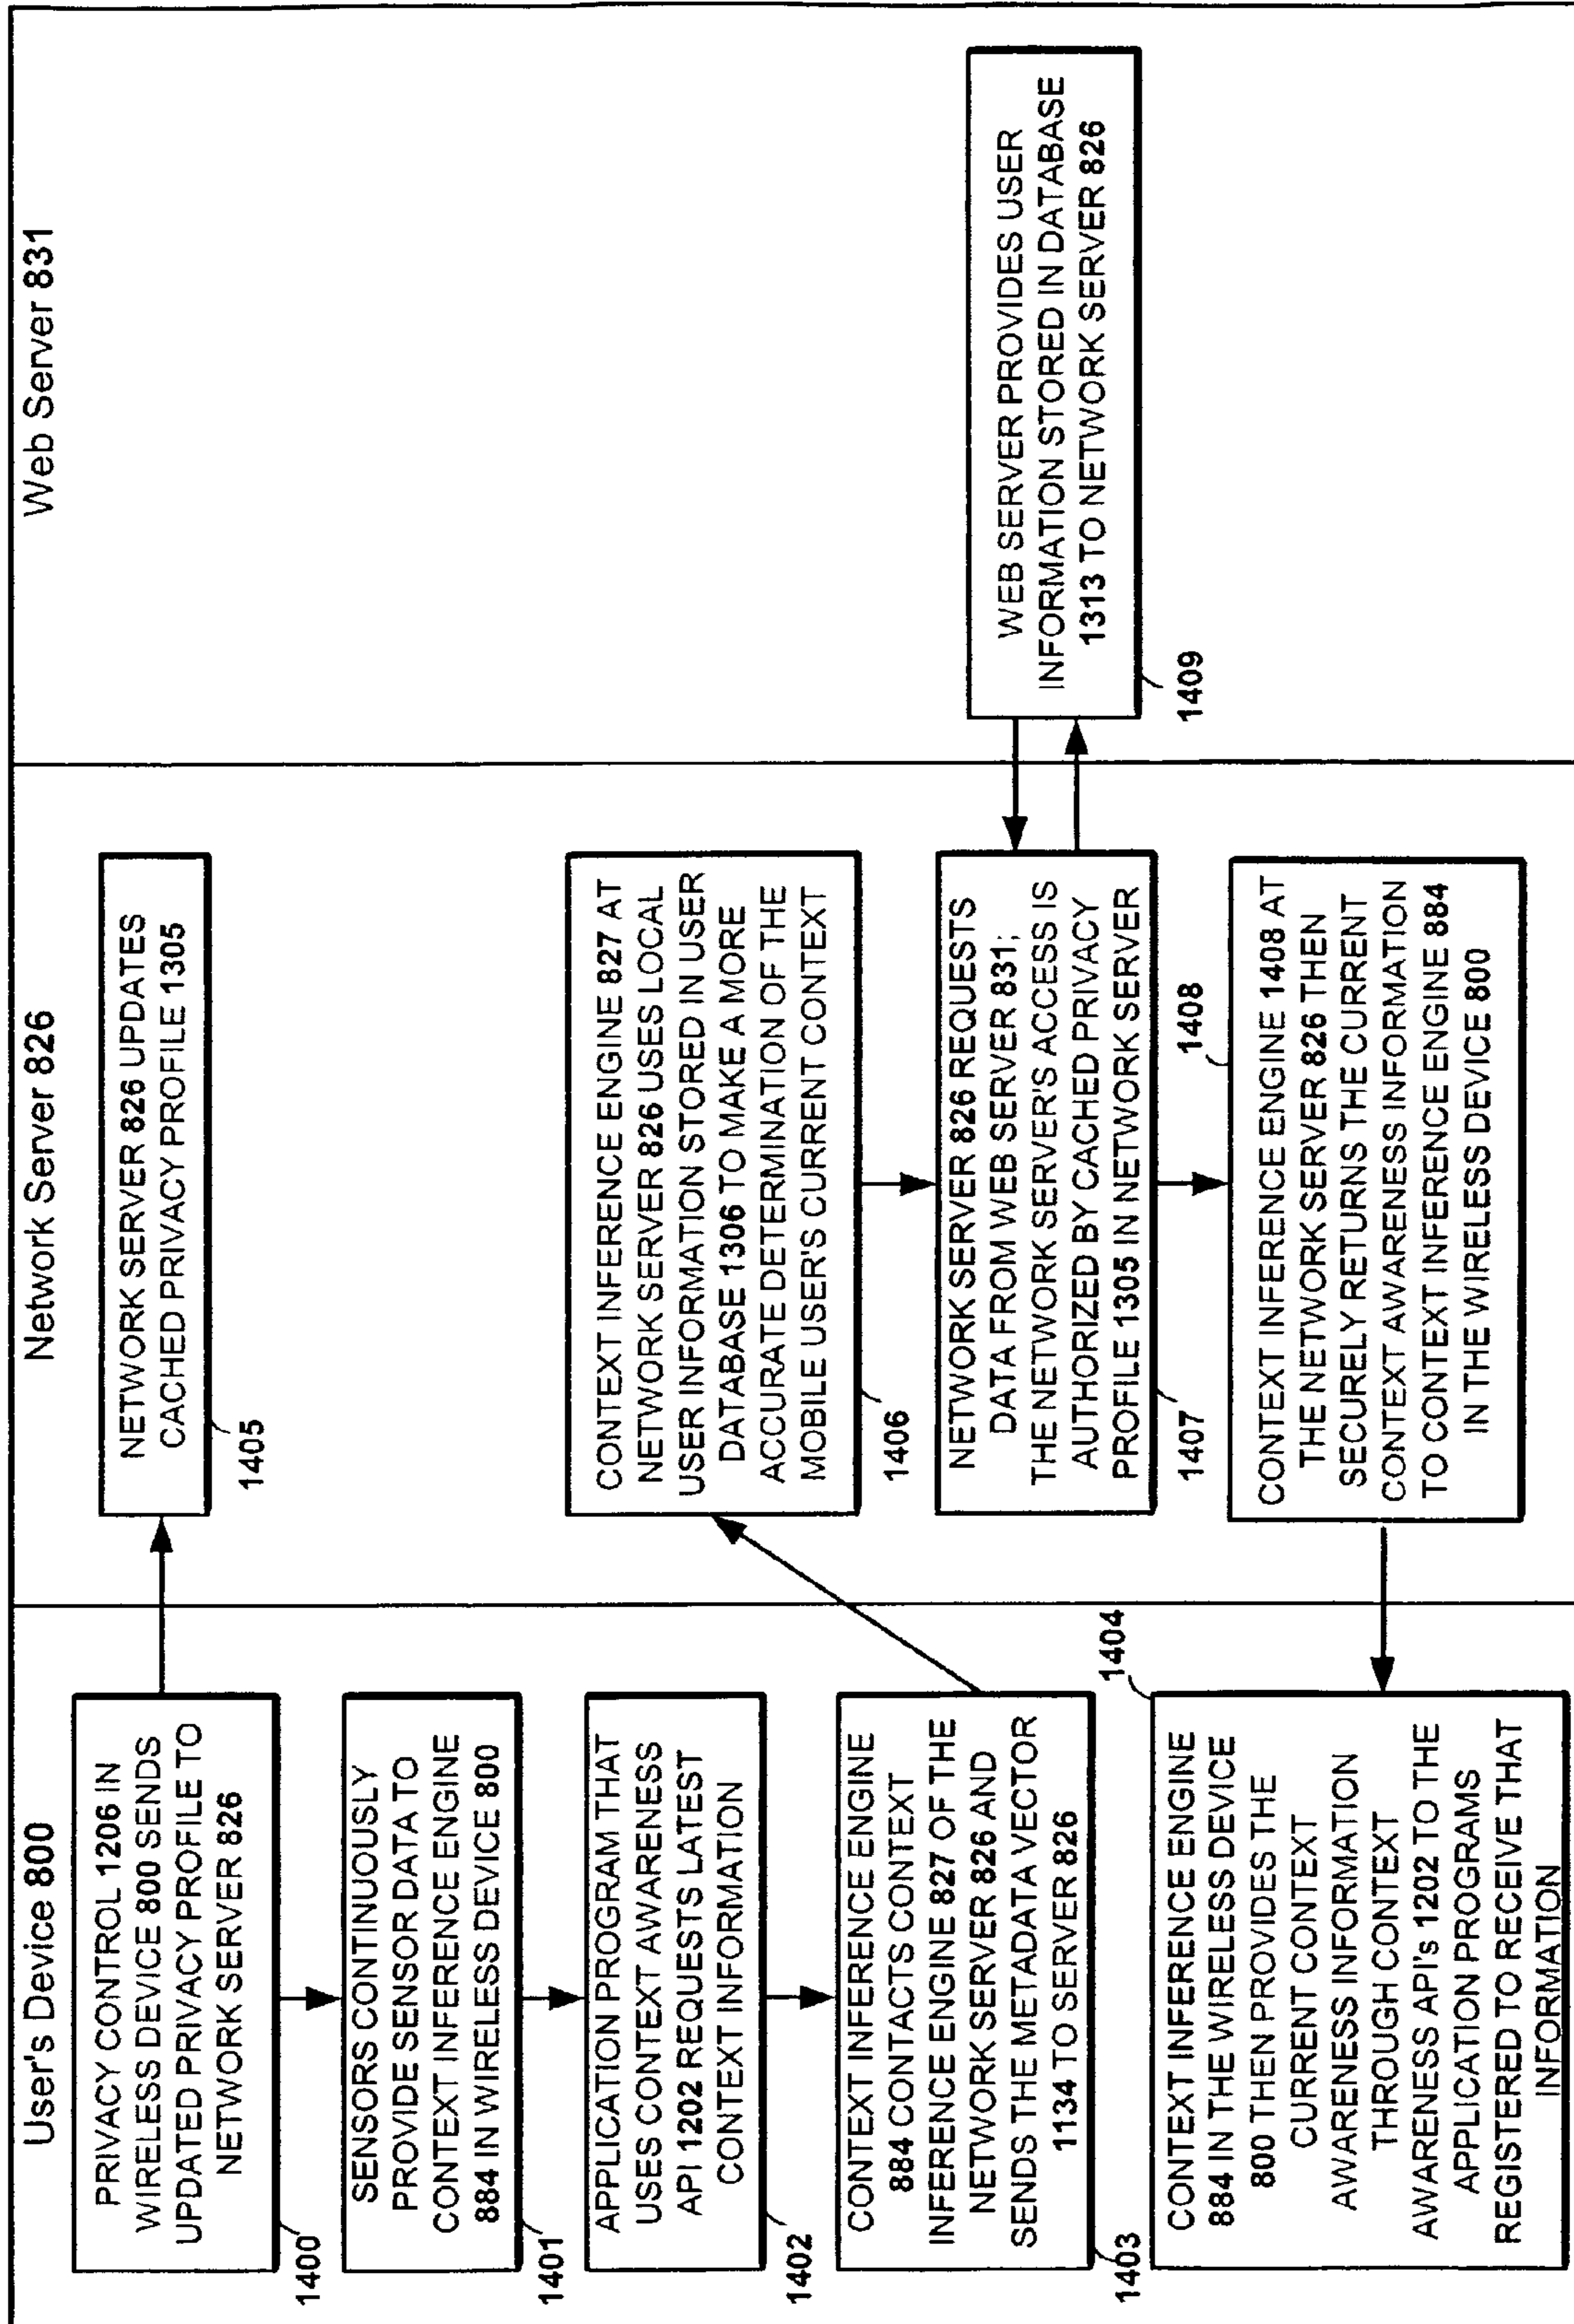 User's Device 800
PRIVACY CONTROL 1206 IN
WIRELESS DEVICE 800 SENDS
UPDATED PRIVACY PROFILE TO
NETWORK SERVER 826
1400
SENSORS CONTINUOUSLY
PROVIDE SENSOR DATA TO
CONTEXT INFERENCE ENGINE
884 IN WIRELESS DEVICE 800
1401
APPLICATION PROGRAM THAT
USES CONTEXT AWARENESS
API 1202 REQUESTS LATEST
CONTEXT INFORMATION
1402
CONTEXT INFERENCE ENGINE
884 CONTACTS CONTEXT
INFERENCE ENGINE 827 OF THE
NETWORK SERVER 826 AND
SENDS THE METADATA VECTOR
1134 TO SERVER 826
1403
1404
CONTEXT INFERENCE ENGINE
884 IN THE WIRELESS DEVICE
800 THEN PROVIDES THE
CURRENT CONTEXT
AWARENESS INFORMATION
THROUGH CONTEXT
AWARENESS API's 1202 TO THE
APPLICATION PROGRAMS
REGISTERED TO RECEIVE THAT
INFORMATION
Network Server 826
NETWORK SERVER 826 UPDATES
CACHED PRIVACY PROFILE 1305
1405
CONTEXT INFERENCE ENGINE 827 AT
NETWORK SERVER 826 USES LOCAL
USER INFORMATION STORED IN USER
DATABASE 1306 TO MAKE A MORE
ACCURATE DETERMINATION OF THE
MOBILE USER'S CURRENT CONTEXT
1406
NETWORK SERVER 826 REQUESTS
DATA FROM WEB SERVER 831;
THE NETWORK SERVER'S ACCESS IS
AUTHORIZED BY CACHED PRIVACY
PROFILE 1305 IN NETWORK SERVER
1407
1408
CONTEXT INFERENCE ENGINE 1408 AT
THE NETWORK SERVER 826 THEN
SECURELY RETURNS THE CURRENT
CONTEXT AWARENESS INFORMATION
TO CONTEXT INFERENCE ENGINE 884
IN THE WIRELESS DEVICE 800
Web Server 831
WEB SERVER PROVIDES USER
INFORMATION STORED IN DATABASE
1313 TO NETWORK SERVER 826
1409